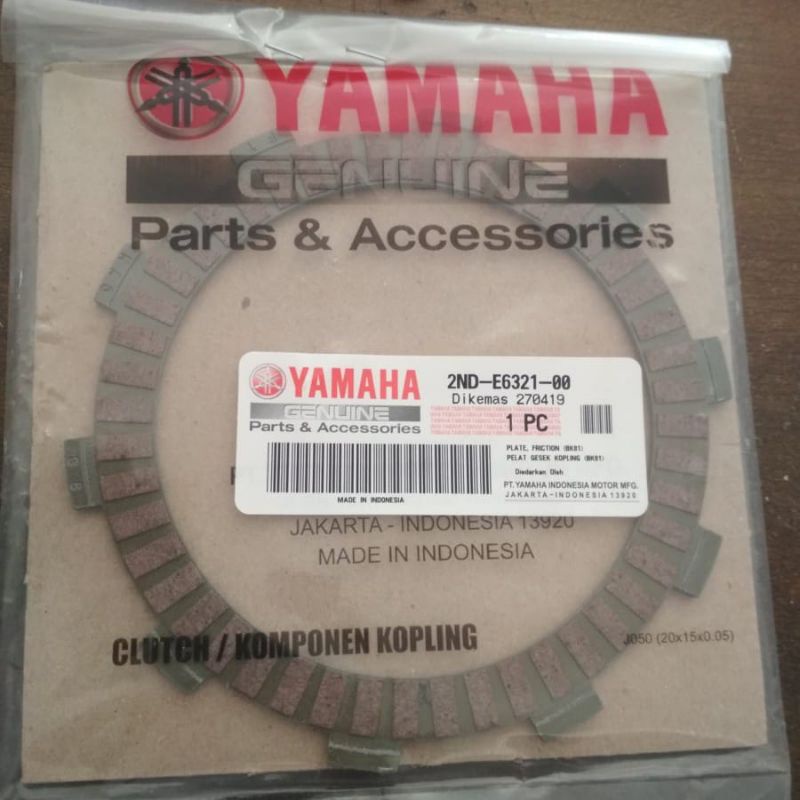 YAMAHA
GENUINE
Parts & Accessories
YAMAHA
GENUINE
Parts & Accessories
2ND-E6321-00
Dikemas 270419
1 PC
PLATE, FRICTION (BK81)
PELAT GESEK KOPLING (BK81)
Diedarkan Oleh
PT.YAMAHA INDONESIA MOTOR MFG.
JAKARTA-INDONESIA 13920
MADE IN INDONESIA
JAKARTA - INDONESIA 13920
MADE IN INDONESIA
CLUTCH / KOMPONEN KOPLING
J050 (20x15x0.05)